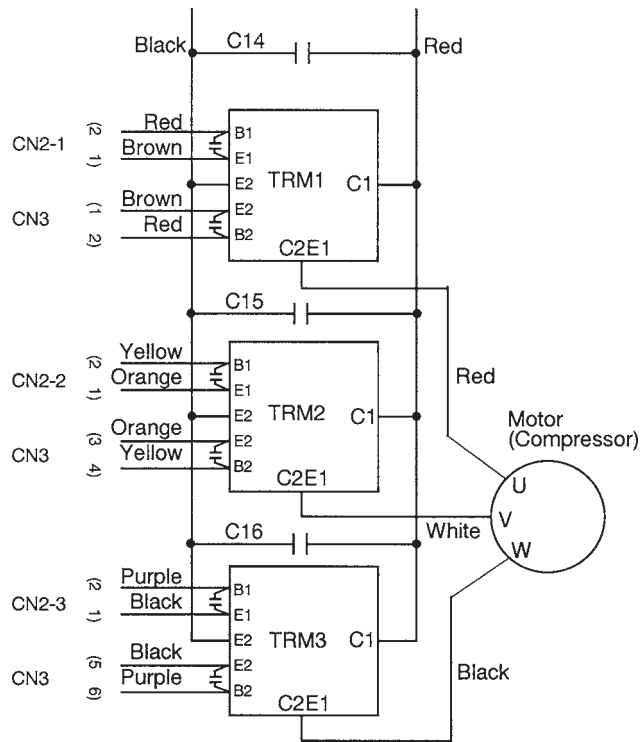 Black C14 Red
CN2-1 (2 Red B1
1) Brown E1
E2 TRM1 C1
CN3 (1 Brown E2
2) Red B2
C2E1
C15
CN2-2 (2 Yellow B1
1) Orange E1
E2 TRM2 C1
CN3 (3 Orange E2
4) Yellow B2
C2E1
Red
Motor
(Compressor)
U
V
W
White
C16
CN2-3 (2 Purple B1
1) Black E1
E2 TRM3 C1
CN3 (5 Black E2
6) Purple B2
C2E1
Black